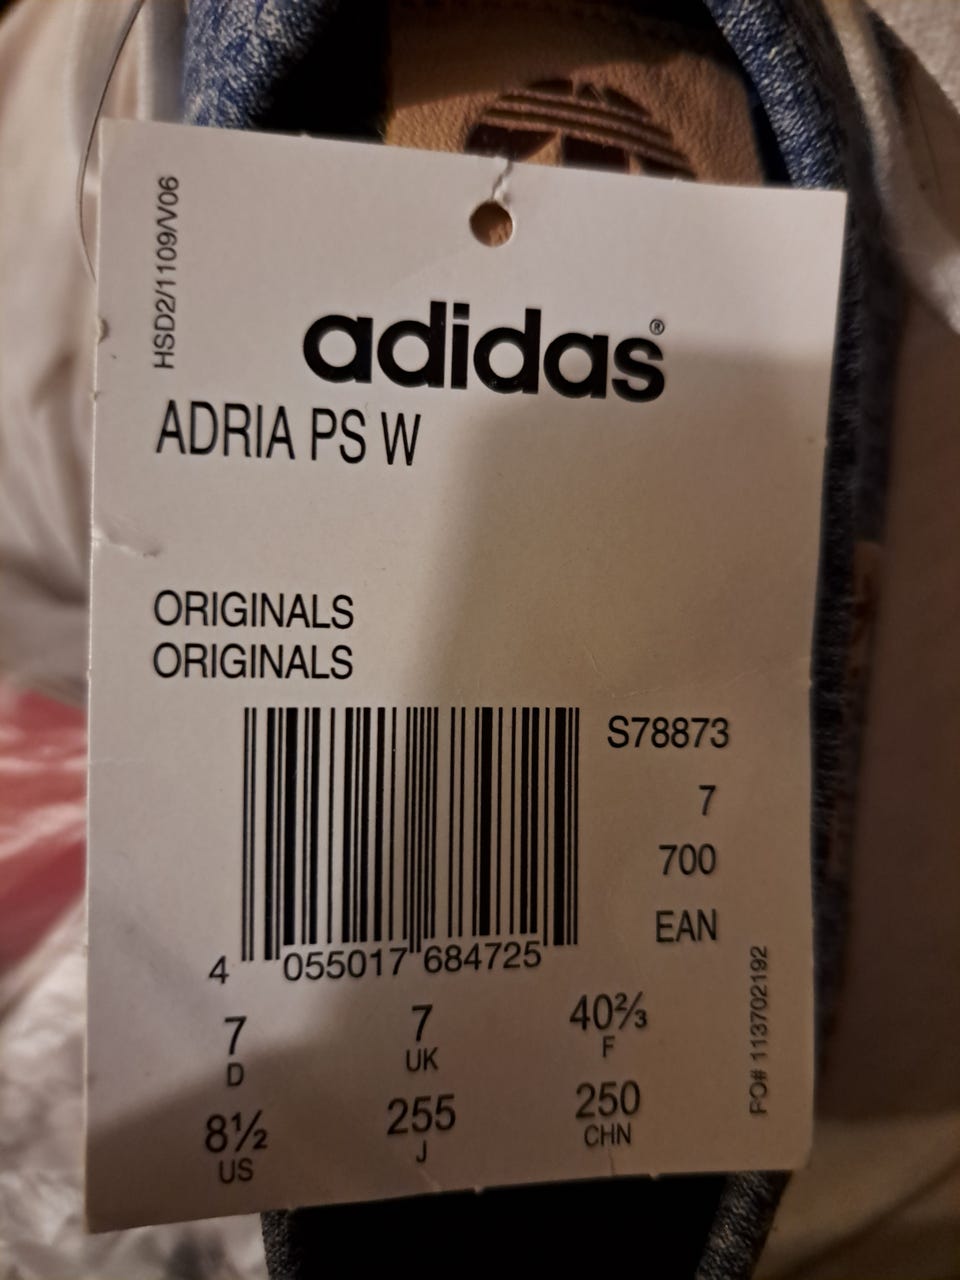 HSD2/1109/V06
adidas®
ADRIA PS W
ORIGINALS
ORIGINALS
S78873
7
700
EAN
4 055017 684725
7 7 40⅔
D UK F
8½ 255 250
US J CHN
PO# 113702192